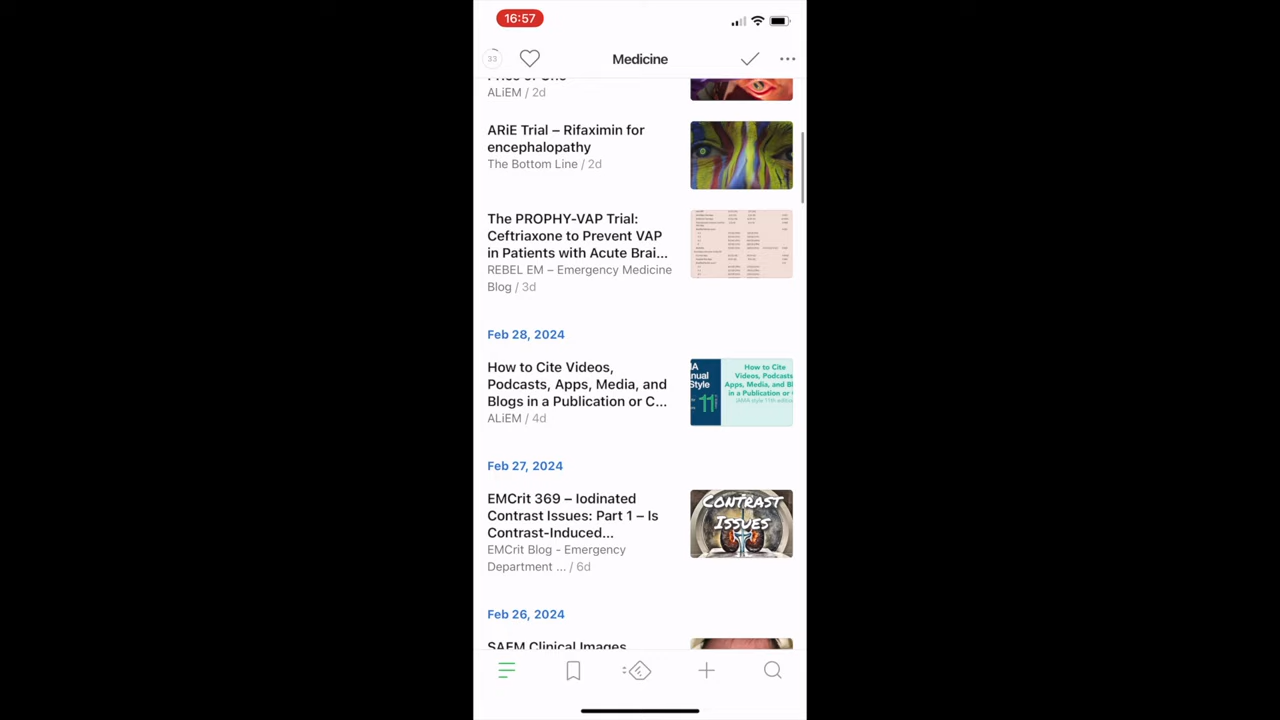 16:57
33
Medicine
ALiEM / 2d
ARiE Trial – Rifaximin for
encephalopathy
The Bottom Line / 2d
The PROPHY-VAP Trial:
Ceftriaxone to Prevent VAP
in Patients with Acute Brai...
REBEL EM – Emergency Medicine
Blog / 3d
Feb 28, 2024
How to Cite Videos,
Podcasts, Apps, Media, and
Blogs in a Publication or C...
ALiEM / 4d
How to Cite
Videos, Podcasts
Apps, Media, and Bl
in a Publication or
11
Feb 27, 2024
EMCrit 369 – Iodinated
Contrast Issues: Part 1 – Is
Contrast-Induced...
EMCrit Blog - Emergency
Department ... / 6d
CONTRAST
ISSUES
Feb 26, 2024
SAEM Clinical Images